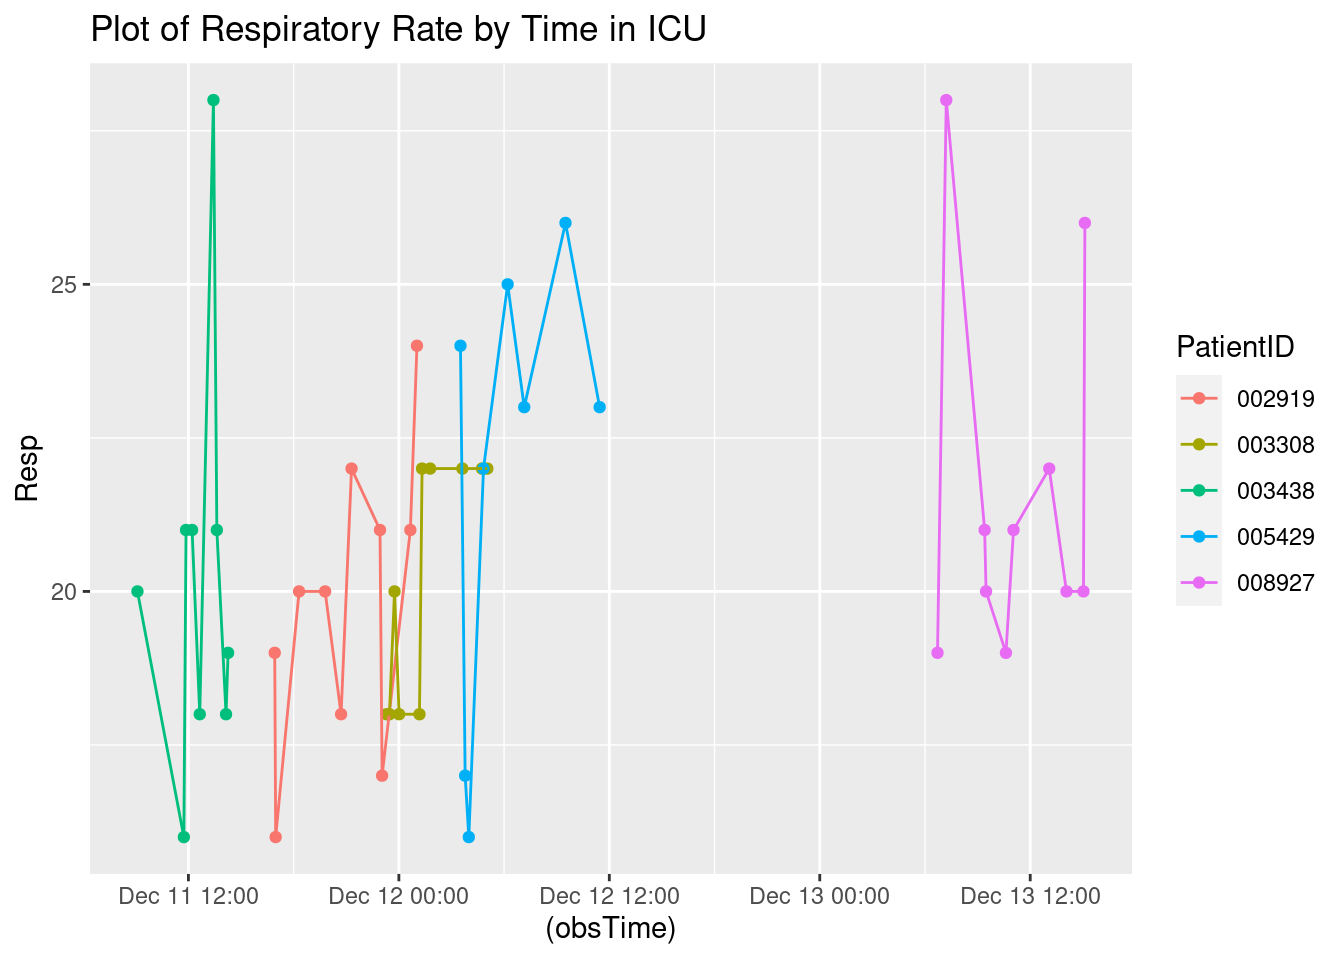 Plot of Respiratory Rate by Time in ICU
Resp
25
20
Dec 11 12:00
Dec 12 00:00
Dec 12 12:00
Dec 13 00:00
Dec 13 12:00
(obsTime)
PatientID
002919
003308
003438
005429
008927